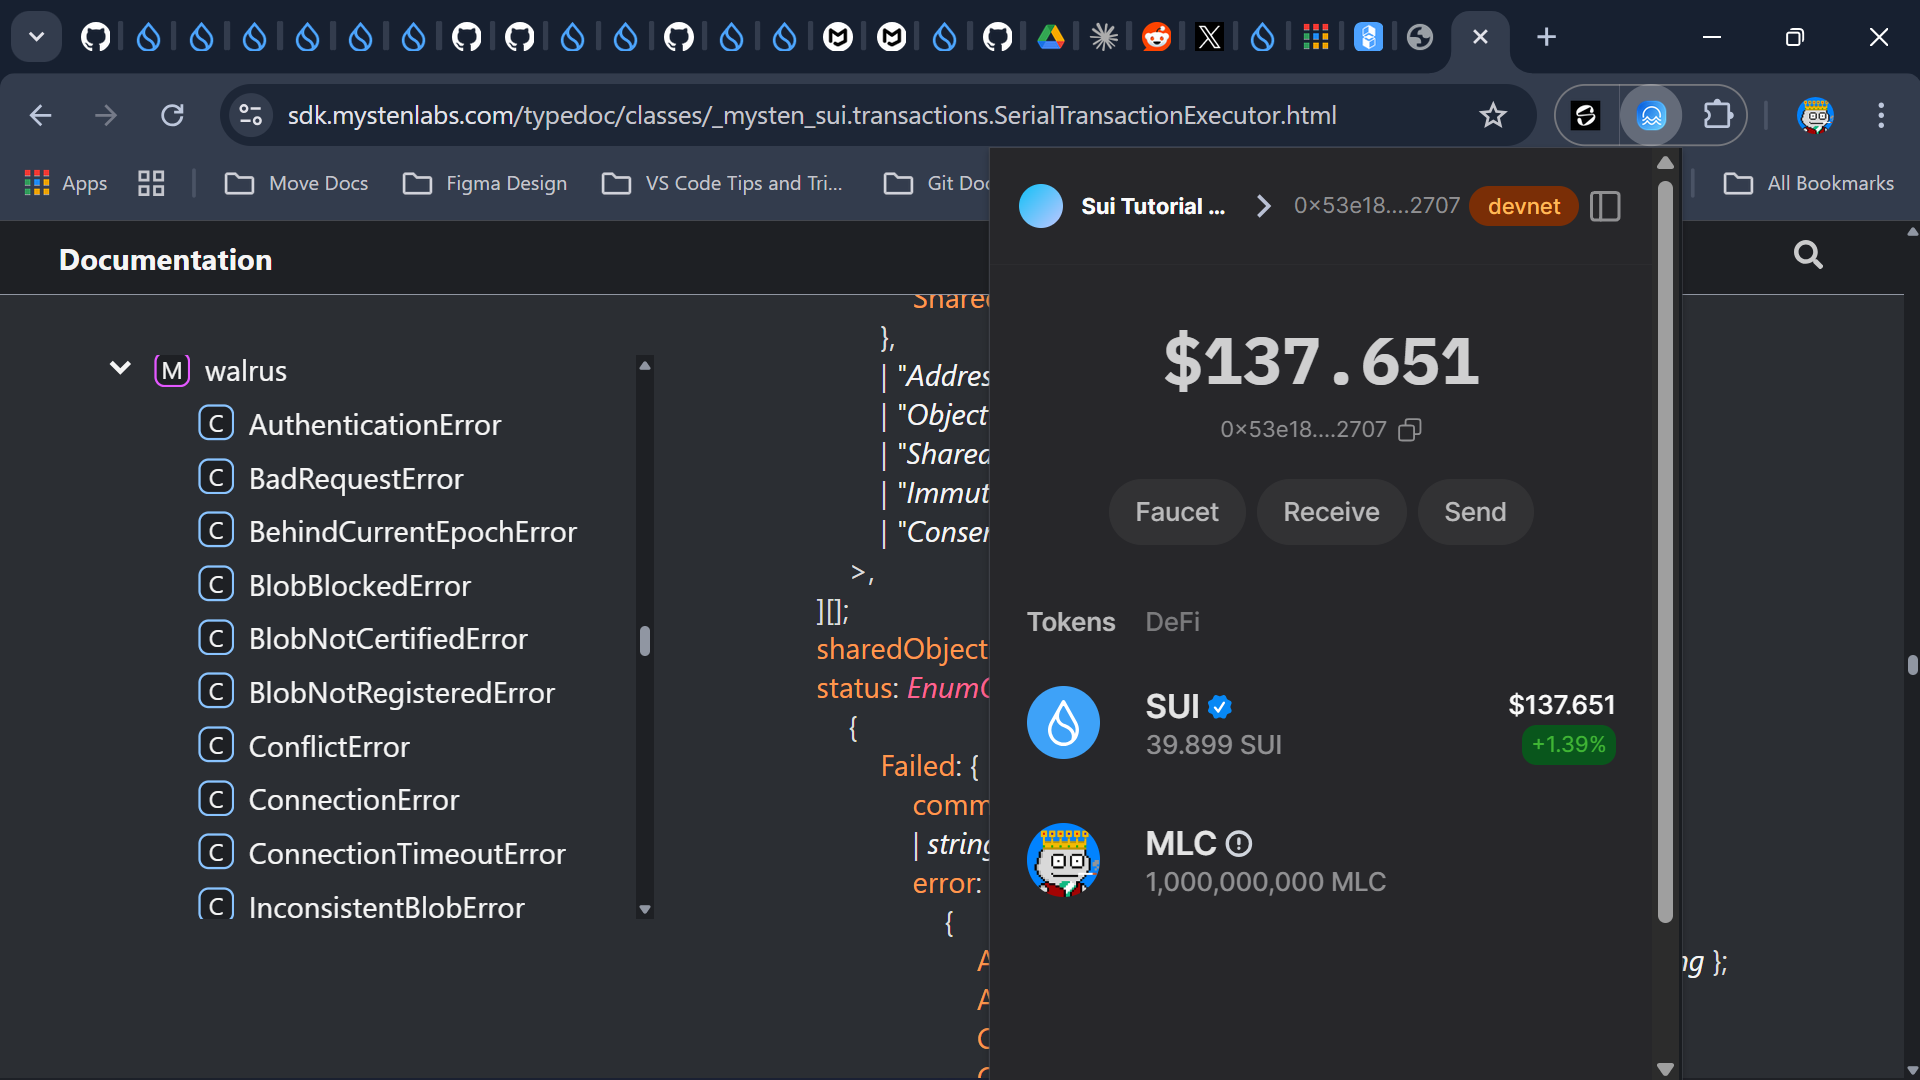 sdk.mystenlabs.com/typedoc/classes/_mysten_sui.transactions.SerialTransactionExecutor.html
Apps
Move Docs
Figma Design
VS Code Tips and Tri...
Git Doc
All Bookmarks
Documentation
M walrus
C AuthenticationError
C BadRequestError
C BehindCurrentEpochError
C BlobBlockedError
C BlobNotCertifiedError
C BlobNotRegisteredError
C ConflictError
C ConnectionError
C ConnectionTimeoutError
C InconsistentBlobError
Shared
},
| "Addres
| "Object
| "Shared
| "Immut
| "Conser
>,
][];
sharedObject
status: EnumO
{
Failed: {
comm
| string
error:
{
A
A
C
ng };
Sui Tutorial ... > 0x53e18....2707 devnet
$137.651
0x53e18....2707
Faucet
Receive
Send
Tokens
DeFi
SUI
$137.651
39.899 SUI
+1.39%
MLC
1,000,000,000 MLC